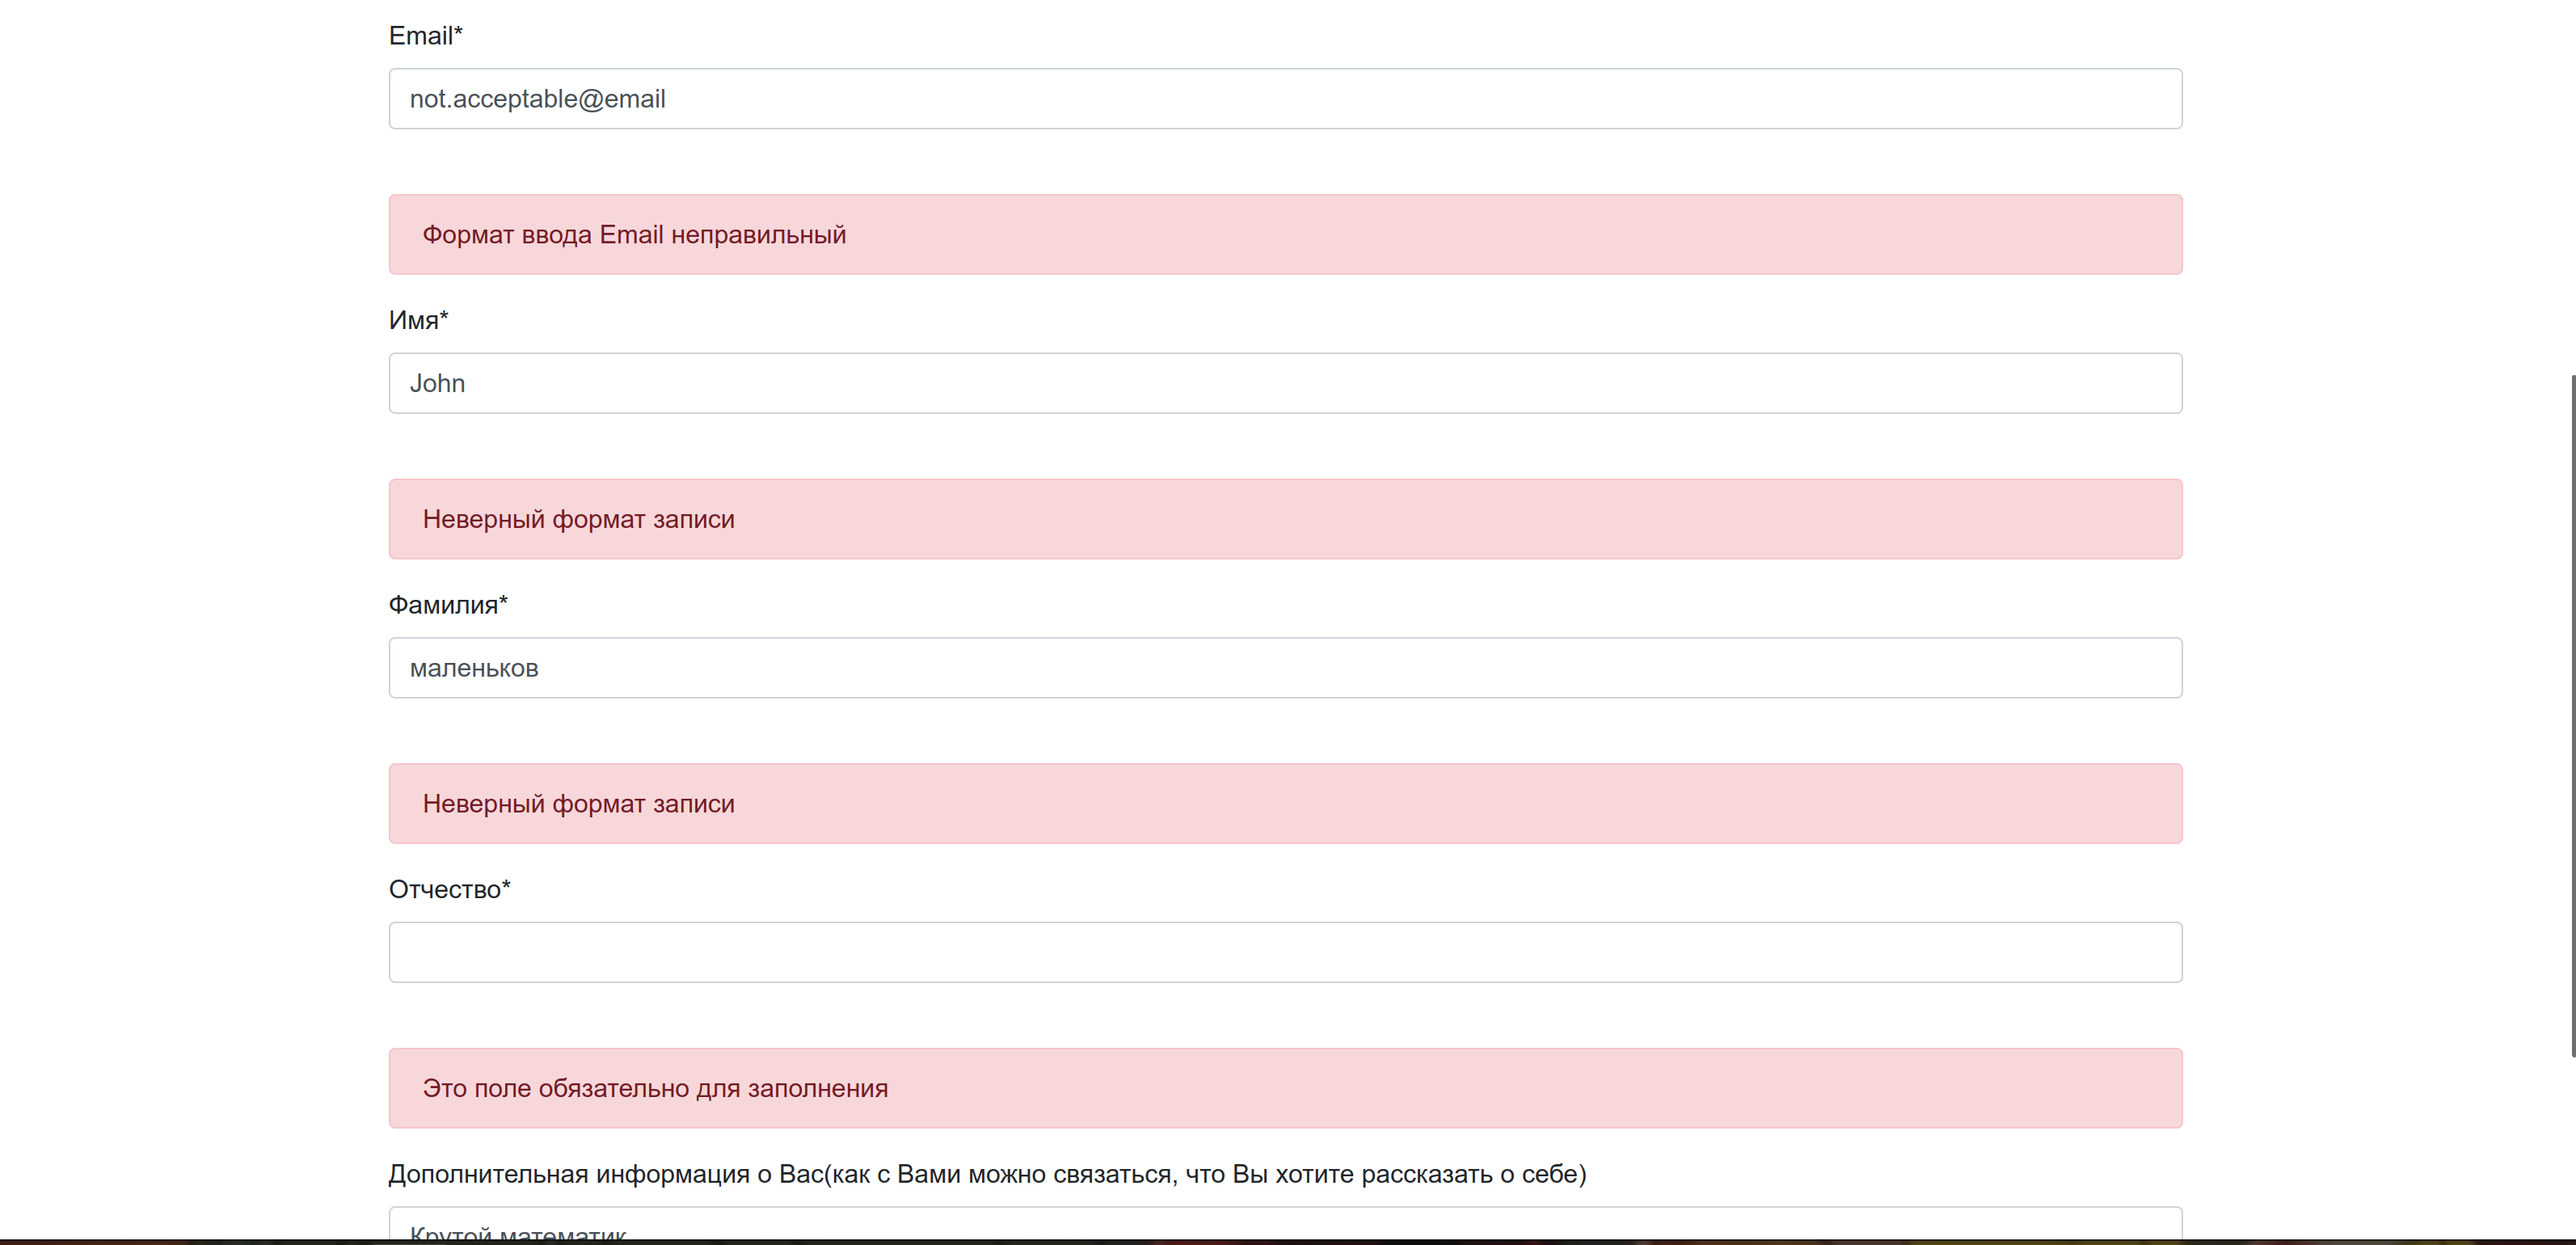 Email*
not.acceptable@email
Формат ввода Email неправильный
Имя*
John
Неверный формат записи
Фамилия*
маленьков
Неверный формат записи
Отчество*
Это поле обязательно для заполнения
Дополнительная информация о Вас(как с Вами можно связаться, что Вы хотите рассказать о себе)
Крутой математик